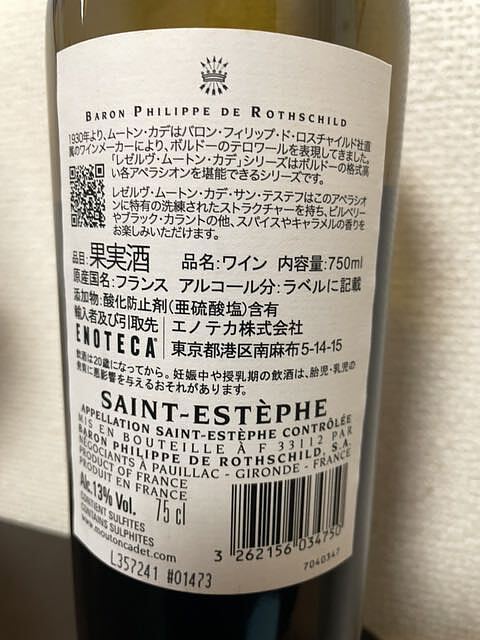 BARON PHILIPPE DE ROTHSCHILD
1930年より、ムートン・カデはバロン・フィリップ・ド・ロスチャイルド社直
属のワインメーカーにより、ボルドーのテロワールを表現してきました。
「レゼルヴ・ムートン・カデ」シリーズはボルドーの格式高
い各アペラシオンを堪能できるシリーズです。
レゼルヴ・ムートン・カデ・サン・テステフはこのアペラシオ
ンに特有の洗練されたストラクチャーを持ち、ビルベリー
やブラック・カラントの他、スパイスやキャラメルの香りを
お楽しみいただけます。
品目:果実酒 品名:ワイン 内容量:750ml
原産国名:フランス アルコール分:ラベルに記載
添加物:酸化防止剤(亜硫酸塩)含有
輸入者及び引取先 エノテカ株式会社
ENOTECA 東京都港区南麻布5-14-15
飲酒は20歳になってから。妊娠中や授乳期の飲酒は、胎児・乳児の
発育に悪影響を与えるおそれがあります。
SAINT-ESTÈPHE
APPELLATION SAINT-ESTÈPHE CONTRÔLÉE
MIS EN BOUTEILLE À F 33112 PAR
BARON PHILIPPE DE ROTHSCHILD, S.A.
NÉGOCIANTS À PAUILLAC - GIRONDE - FRANCE
PRODUCT OF FRANCE
PRODUIT EN FRANCE
Alc.13% Vol. 75 cl
CONTIENT SULFITES
CONTAINS SULPHITES
www.moutoncadet.com
3 262156 034750
7040347
L357241 #01473